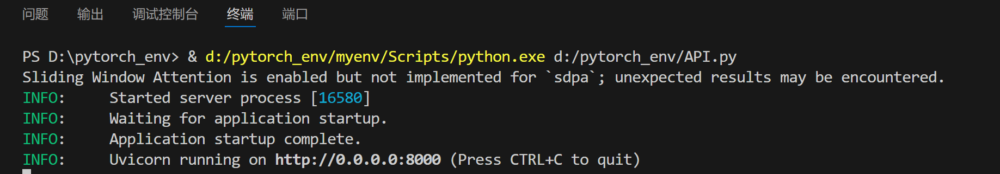 问题 输出 调试控制台 终端 端口
PS D:\pytorch_env> & d:/pytorch_env/myenv/Scripts/python.exe d:/pytorch_env/API.py
Sliding Window Attention is enabled but not implemented for `sdpa`; unexpected results may be encountered.
INFO:     Started server process [16580]
INFO:     Waiting for application startup.
INFO:     Application startup complete.
INFO:     Uvicorn running on http://0.0.0.0:8000 (Press CTRL+C to quit)